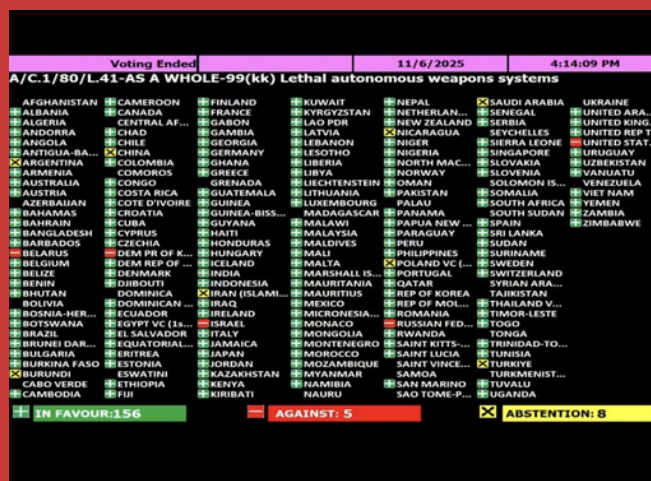 Voting Ended
11/6/2025
4:14:09 PM
A/C.1/80/L.41-AS A WHOLE-99(kk) Lethal autonomous weapons systems
AFGHANISTAN
ALBANIA
ALGERIA
ANDORRA
ANGOLA
ANTIGUA-BA...
ARGENTINA
ARMENIA
AUSTRALIA
AUSTRIA
AZERBAIJAN
BAHAMAS
BAHRAIN
BANGLADESH
BARBADOS
BELARUS
BELGIUM
BELIZE
BENIN
BHUTAN
BOLIVIA
BOSNIA-HER...
BOTSWANA
BRAZIL
BRUNEI DAR...
BULGARIA
BURKINA FASO
BURUNDI
CABO VERDE
CAMBODIA
CAMEROON
CANADA
CENTRAL AF...
CHAD
CHILE
CHINA
COLOMBIA
COMOROS
CONGO
COSTA RICA
COTE D'IVOIRE
CROATIA
CUBA
CYPRUS
CZECHIA
DEM PR OF K...
DEM REP OF ...
DENMARK
DJIBOUTI
DOMINICA
DOMINICAN ...
ECUADOR
EGYPT VC (1s...
EL SALVADOR
EQUATORIAL...
ERITREA
ESTONIA
ESWATINI
ETHIOPIA
FIJI
FINLAND
FRANCE
GABON
GAMBIA
GEORGIA
GERMANY
GHANA
GREECE
GRENADA
GUATEMALA
GUINEA
GUINEA-BISS...
GUYANA
HAITI
HONDURAS
HUNGARY
ICELAND
INDIA
INDONESIA
IRAN (ISLAMI...
IRAQ
IRELAND
ISRAEL
ITALY
JAMAICA
JAPAN
JORDAN
KAZAKHSTAN
KENYA
KIRIBATI
KUWAIT
KYRGYZSTAN
LAO PDR
LATVIA
LEBANON
LESOTHO
LIBERIA
LIBYA
LIECHTENSTEIN
LITHUANIA
LUXEMBOURG
MADAGASCAR
MALAWI
MALAYSIA
MALDIVES
MALI
MALTA
MARSHALL IS...
MAURITANIA
MAURITIUS
MEXICO
MICRONESIA...
MONACO
MONGOLIA
MONTENEGRO
MOROCCO
MOZAMBIQUE
MYANMAR
NAMIBIA
NAURU
NEPAL
NETHERLAN...
NEW ZEALAND
NICARAGUA
NIGER
NIGERIA
NORTH MAC...
NORWAY
OMAN
PAKISTAN
PALAU
PANAMA
PAPUA NEW ...
PARAGUAY
PERU
PHILIPPINES
POLAND VC (...
PORTUGAL
QATAR
REP OF KOREA
REP OF MOL...
ROMANIA
RUSSIAN FED...
RWANDA
SAINT KITTS-...
SAINT LUCIA
SAINT VINCE...
SAMOA
SAN MARINO
SAO TOME-P...
SAUDI ARABIA
SENEGAL
SERBIA
SEYCHELLES
SIERRA LEONE
SINGAPORE
SLOVAKIA
SLOVENIA
SOLOMON IS...
SOMALIA
SOUTH AFRICA
SOUTH SUDAN
SPAIN
SRI LANKA
SUDAN
SURINAME
SWEDEN
SWITZERLAND
SYRIAN ARA...
TAJIKISTAN
THAILAND V...
TIMOR-LESTE
TOGO
TONGA
TRINIDAD-TO...
TUNISIA
TURKIYE
TURKMENIST...
TUVALU
UGANDA
UKRAINE
UNITED ARA...
UNITED KING...
UNITED REP T
UNITED STAT...
URUGUAY
UZBEKISTAN
VANUATU
VENEZUELA
VIET NAM
YEMEN
ZAMBIA
ZIMBABWE
IN FAVOUR:156
AGAINST: 5
ABSTENTION: 8